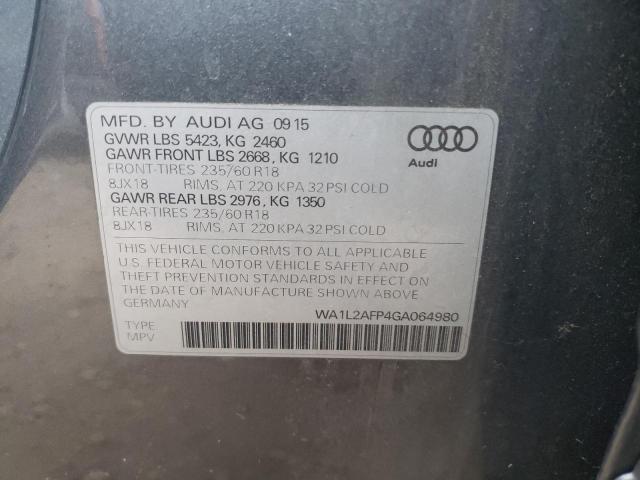 MFD. BY AUDI AG 09 15
GVWR LBS 5423, KG 2460
GAWR FRONT LBS 2668, KG 1210
FRONT-TIRES 235/60 R18
8JX18 RIMS, AT 220 KPA 32 PSI COLD
GAWR REAR LBS 2976, KG 1350
REAR-TIRES 235/60 R18
8JX18 RIMS, AT 220 KPA 32 PSI COLD
Audi
THIS VEHICLE CONFORMS TO ALL APPLICABLE
U.S. FEDERAL MOTOR VEHICLE SAFETY AND
THEFT PREVENTION STANDARDS IN EFFECT ON
THE DATE OF MANUFACTURE SHOWN ABOVE
GERMANY
WA1L2AFP4GA064980
TYPE:
MPV